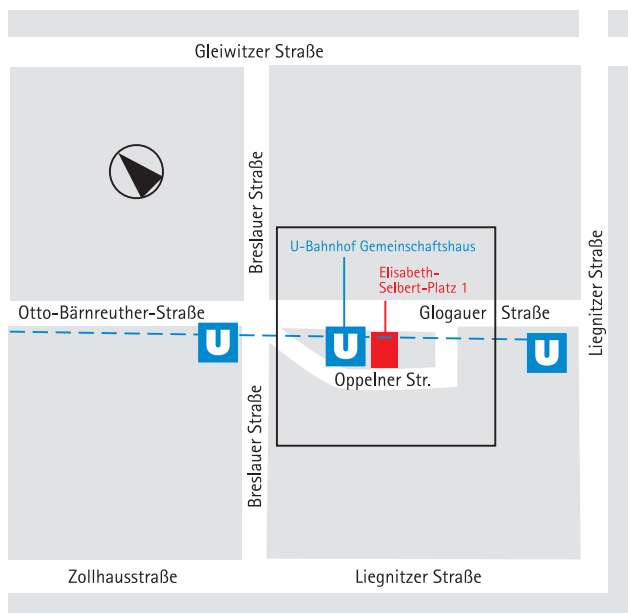 Gleiwitzer Straße
Breslauer Straße
U-Bahnhof Gemeinschaftshaus
Elisabeth-
Selbert-Platz 1
Liegnitzer Straße
Otto-Bärnreuther-Straße
Glogauer Straße
U
U
U
Oppelner Str.
Breslauer Straße
Zollhausstraße
Liegnitzer Straße